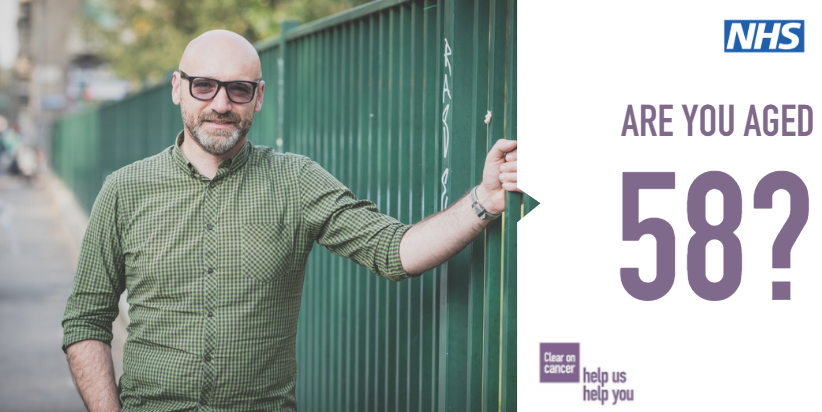 NHS
ARE YOU AGED
58?
Clear on
cancer
help us
help you